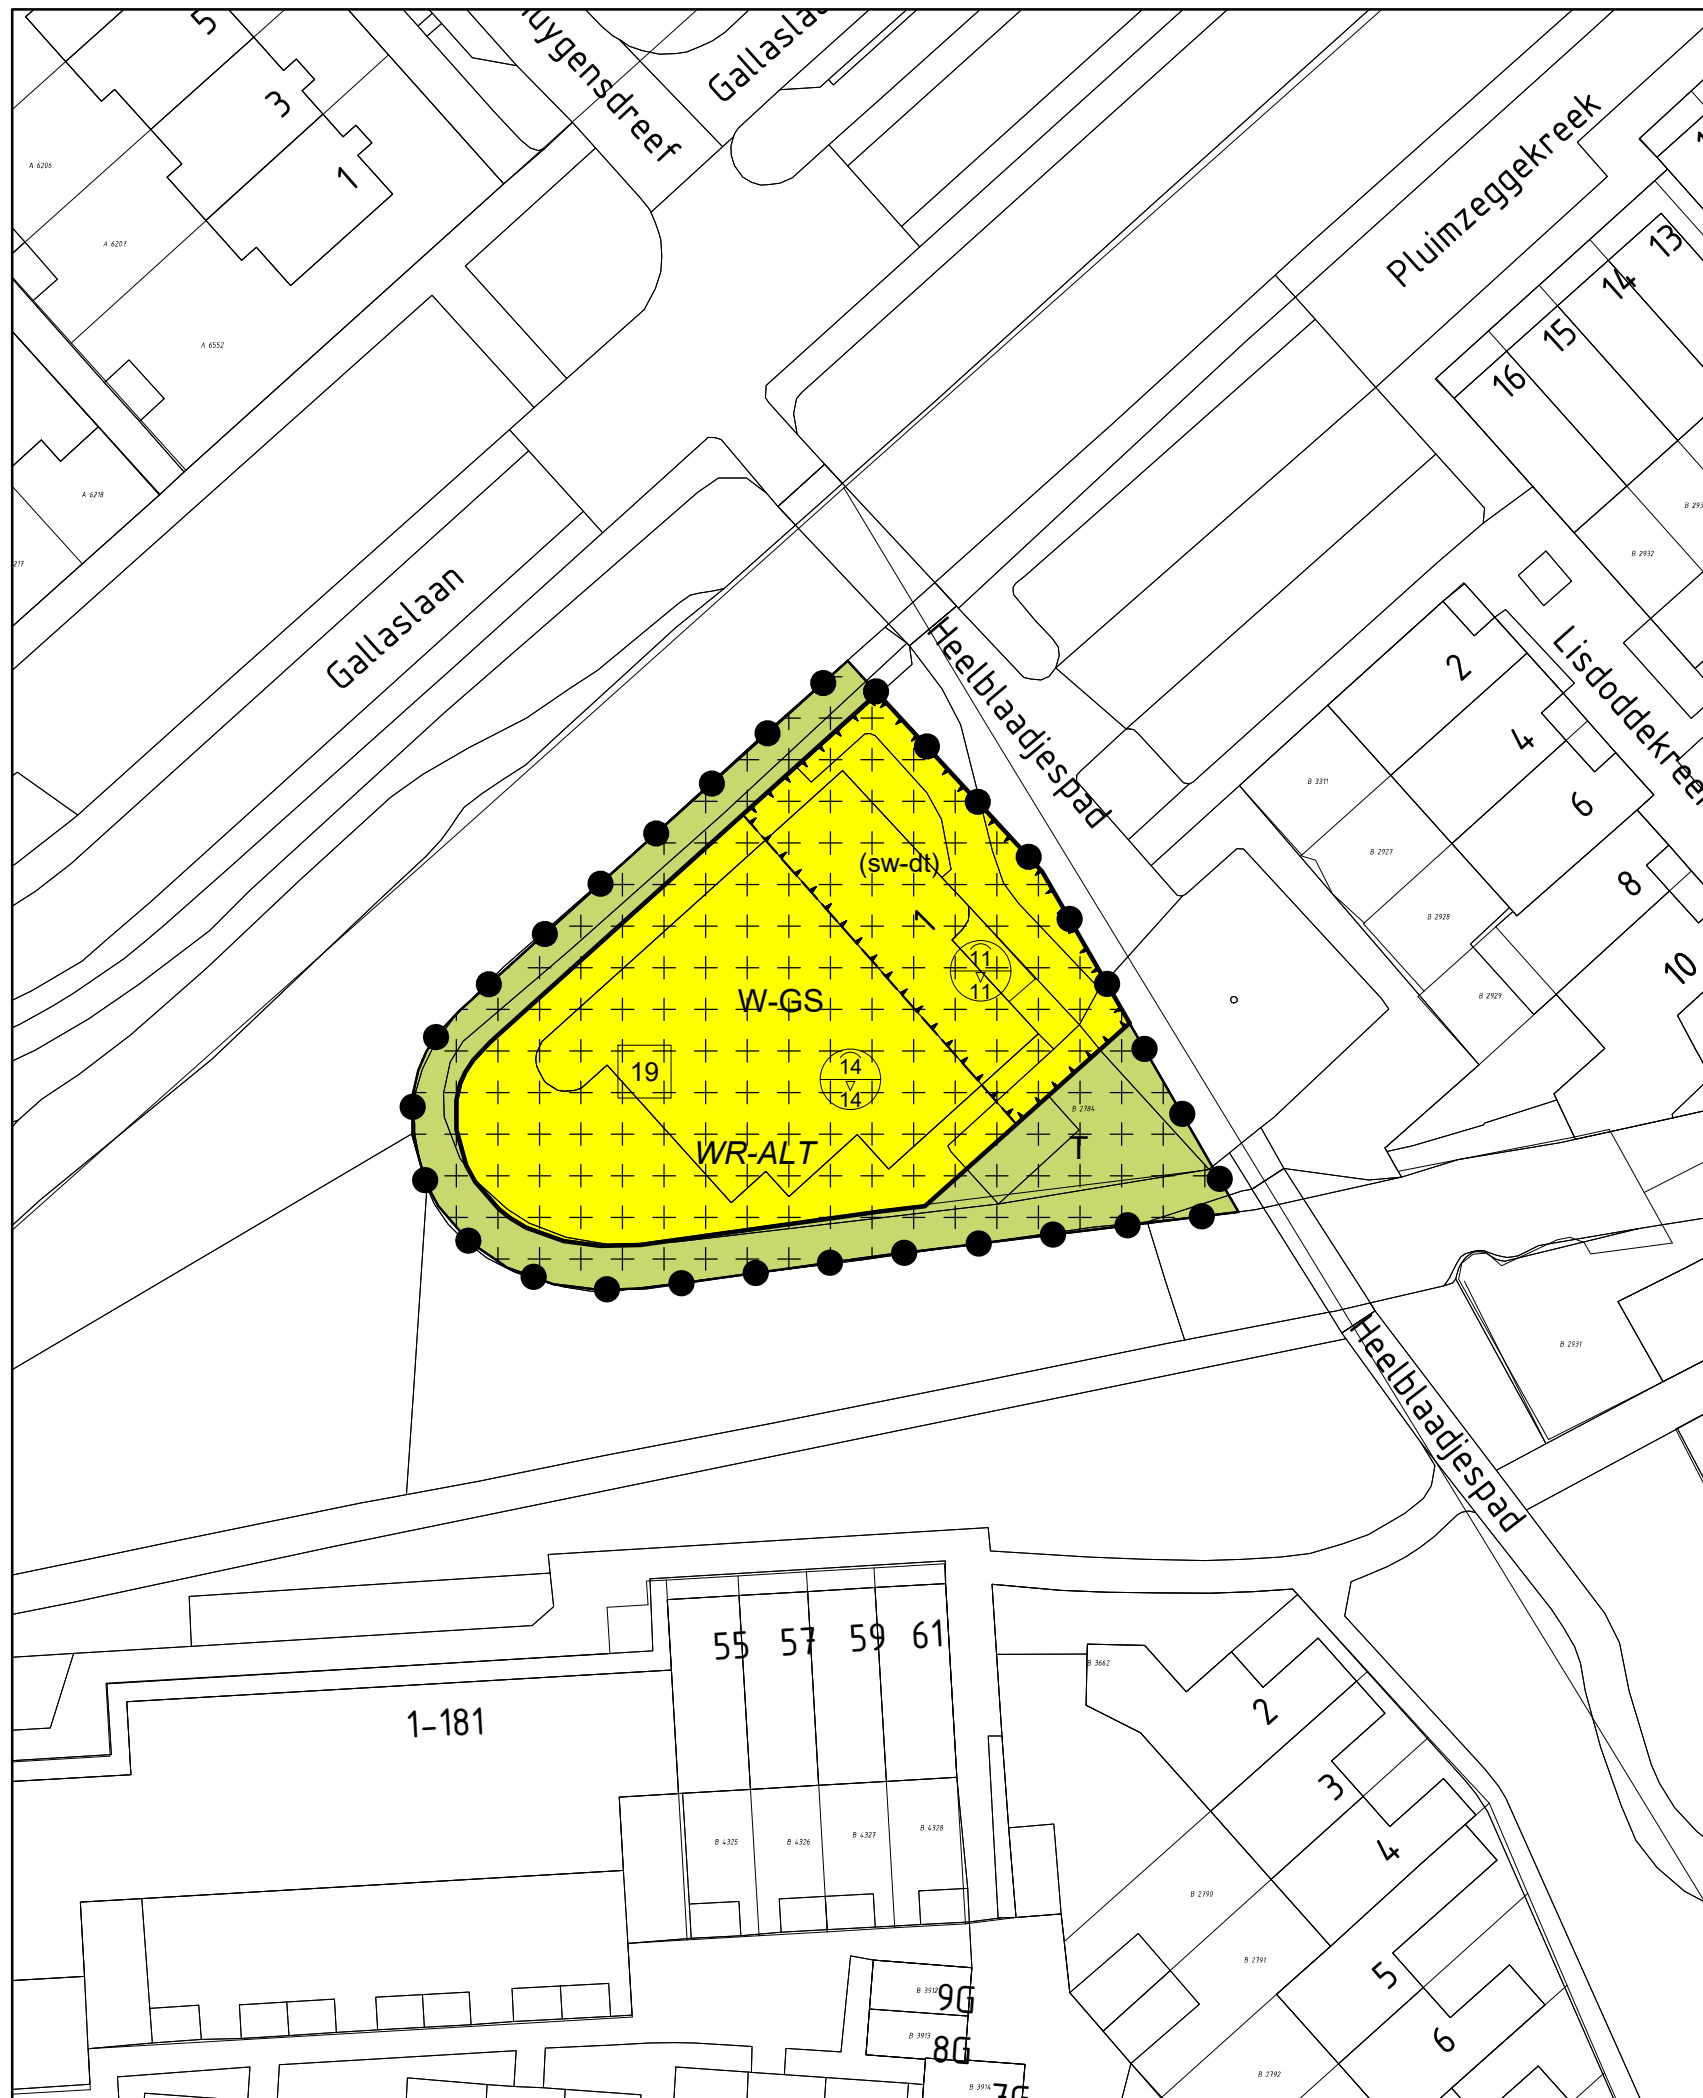 5
3
1
A 6206
A 6207
A 6552
A 6218
Gallaslaan
Pluimzeggekreek
13
14
15
16
B 2932
Lisdoddekreek
2
4
6
8
10
B 3311
B 2927
B 2928
B 2929
B 2931
Heelblaadjespad
(sw-dt)
1
11
11
W-GS
19
14
14
WR-ALT
B 2784
T
Heelblaadjespad
55 57 59 61
1-181
B 4325
B 4326
B 4327
B 4328
B 3662
2
3
4
5
6
B 2790
B 2791
B 2792
B 3912
9G
B 3913
8G
B 3914
7G